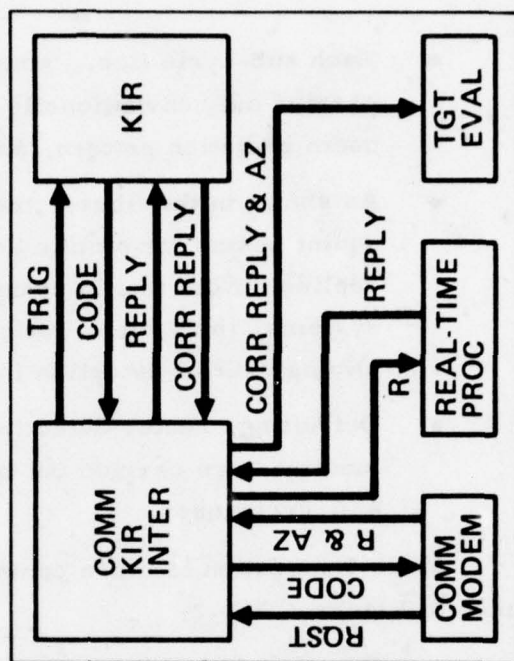 COMM
KIR
INTER
KIR
TRIG
CODE
REPLY
CORR REPLY
CORR REPLY & AZ
REPLY
R
R & AZ
CODE
RQST
COMM
MODEM
REAL-TIME
PROC
TGT
EVAL